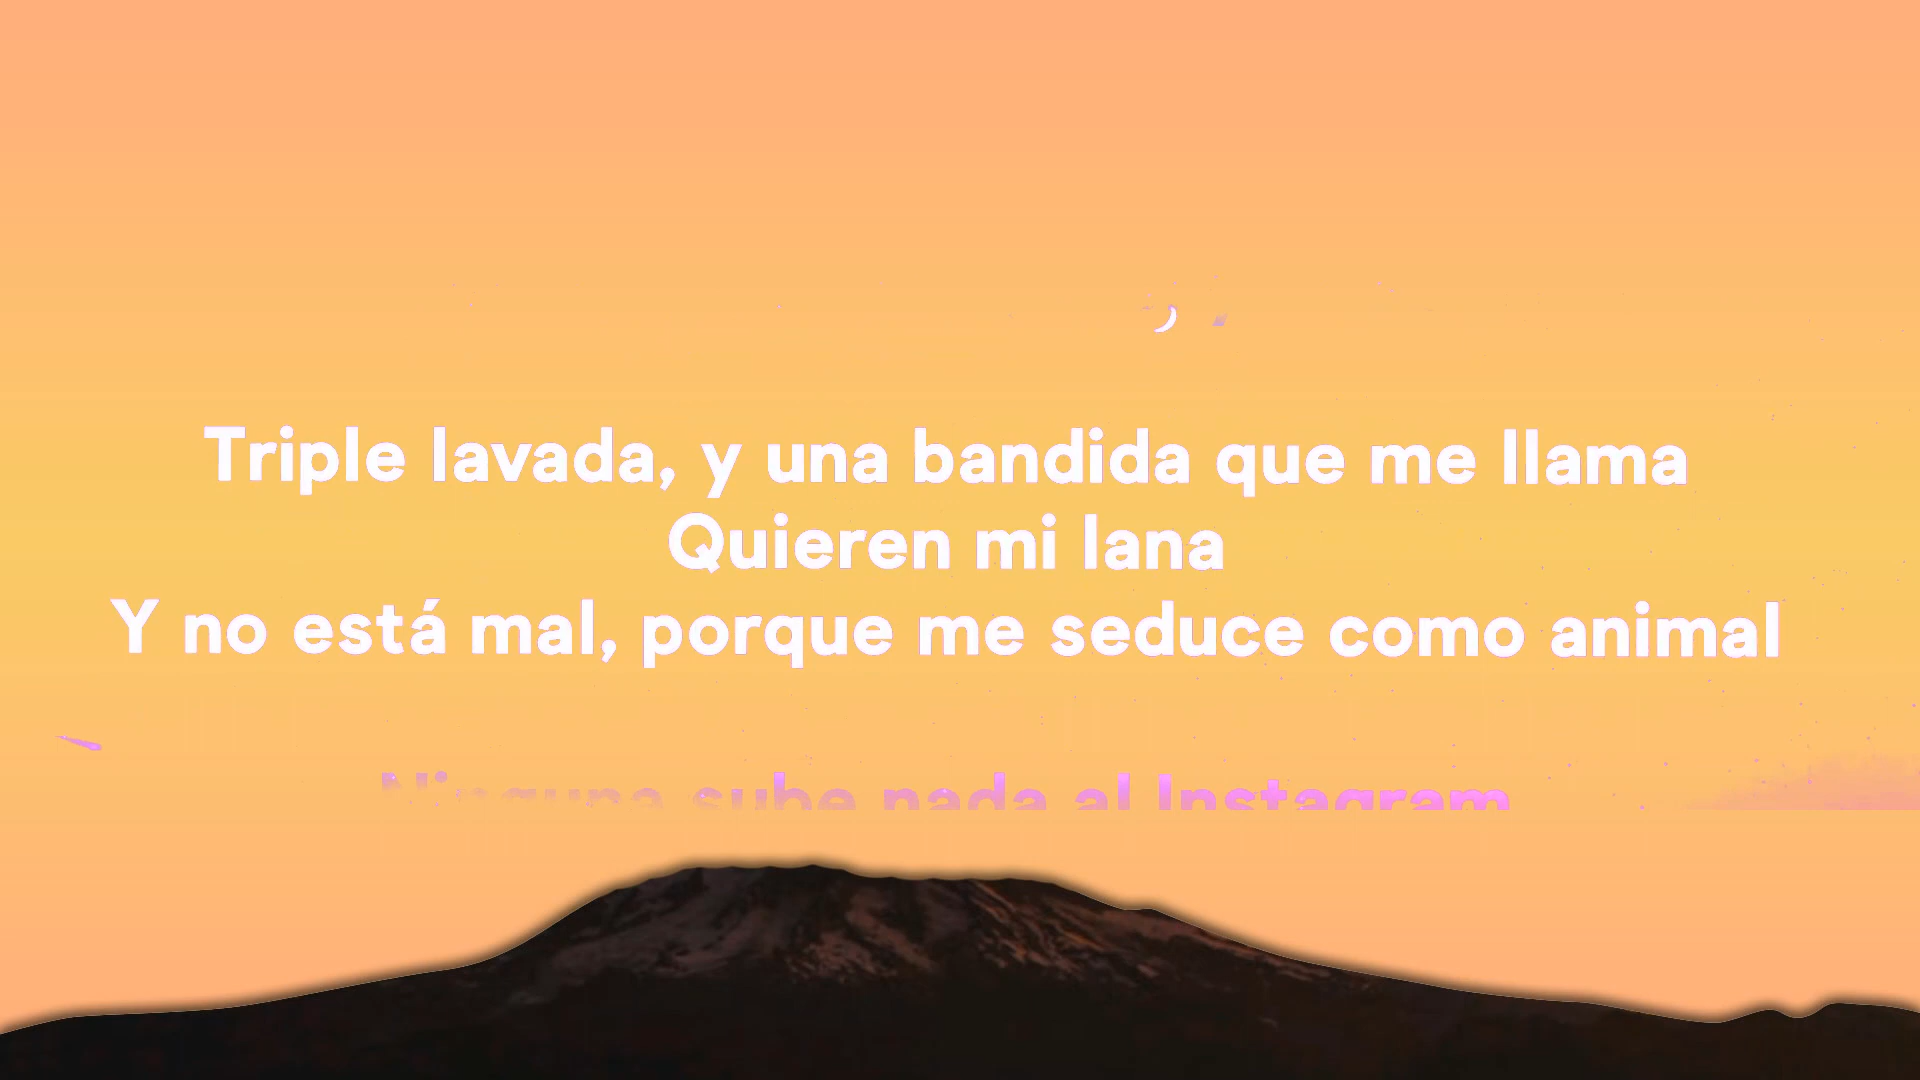 Triple lavada, y una bandida que me llama
Quieren mi lana
Y no está mal, porque me seduce como animal
Ninguna sube nada al Instagram